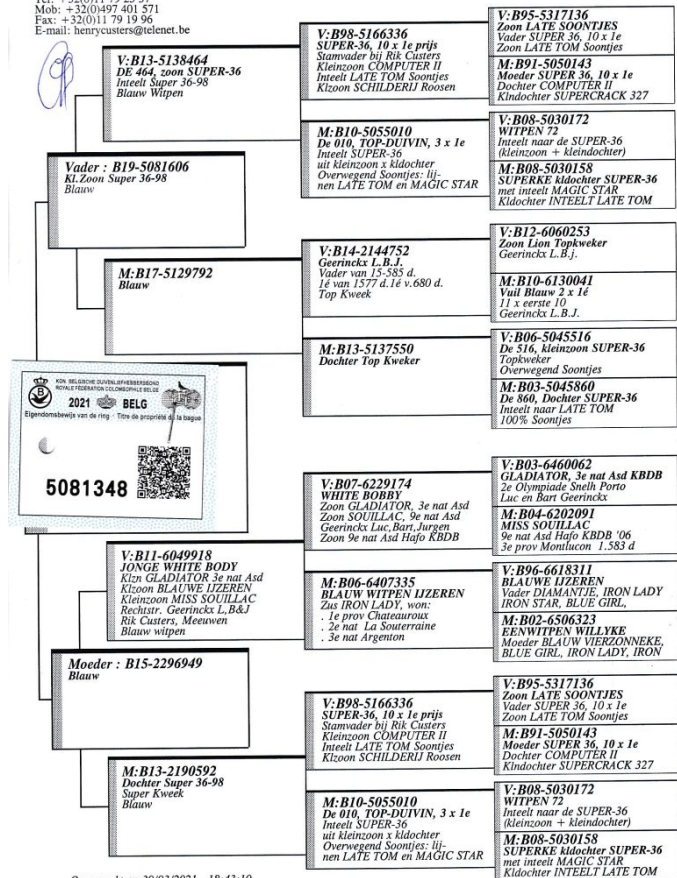 Mob: +32(0)497 401 571
Fax: +32(0)11 79 19 96
E-mail: henrycusters@telenet.be
V:B13-5138464
DE 464, zoon SUPER-36
Inteelt Super 36-98
Blauw Witpen
Vader : B19-5081606
Kl.Zoon Super 36-98
Blauw
M:B17-5129792
Blauw
KON. BELGISCHE DUIVENLIEFHEBBERSBOND
ROYALE FÉDÉRATION COLOMBOPHILE BELGE
2021 BELG
Eigendomsbewijs van de ring - Titre de propriété de la bague
5081348
V:B11-6049918
JONGE WHITE BODY
Klzn GLADIATOR 3e nat Asd
Klzoon BLAUWE IJZEREN
Kleinzoon MISS SOUILLAC
Rechtstr. Geerinckx L,B&J
Rik Custers, Meeuwen
Blauw witpen
Moeder : B15-2296949
Blauw
M:B13-2190592
Dochter Super 36-98
Super Kweek
Blauw
V:B98-5166336
SUPER-36, 10 x 1e prijs
Stamvader bij Rik Custers
Kleinzoon COMPUTER II
Inteelt LATE TOM Soontjes
Klzoon SCHILDERIJ Roosen
M:B10-5055010
De 010, TOP-DUIVIN, 3 x 1e
Inteelt SUPER-36
uit kleinzoon x kldochter
Overwegend Soontjes: lij-
nen LATE TOM en MAGIC STAR
V:B14-2144752
Geerinckx L.B.J.
Vader van 15-585 d.
1é van 1577 d.1é v.680 d.
Top Kweek
M:B13-5137550
Dochter Top Kweker
V:B07-6229174
WHITE BOBBY
Zoon GLADIATOR, 3e nat Asd
Zoon SOUILLAC, 9e nat Asd
Geerinckx Luc,Bart,Jurgen
Zoon 9e nat Asd Hafo KBDB
M:B06-6407335
BLAUW WITPEN IJZEREN
Zus IRON LADY, won:
. 1e prov Chateauroux
. 2e nat La Souterraine
. 3e nat Argenton
V:B98-5166336
SUPER-36, 10 x 1e prijs
Stamvader bij Rik Custers
Kleinzoon COMPUTER II
Inteelt LATE TOM Soontjes
Klzoon SCHILDERIJ Roosen
M:B10-5055010
De 010, TOP-DUIVIN, 3 x 1e
Inteelt SUPER-36
uit kleinzoon x kldochter
Overwegend Soontjes: lij-
nen LATE TOM en MAGIC STAR
V:B95-5317136
Zoon LATE SOONTJES
Vader SUPER 36, 10 x 1e
Zoon LATE TOM Soontjes
M:B91-5050143
Moeder SUPER 36, 10 x 1e
Dochter COMPUTER II
Klndochter SUPERCRACK 327
V:B08-5030172
WITPEN 72
Inteelt naar de SUPER-36
(kleinzoon + kleindochter)
M:B08-5030158
SUPERKE kldochter SUPER-36
met inteelt MAGIC STAR
Kldochter INTEELT LATE TOM
V:B12-6060253
Zoon Lion Topkweker
Geerinckx L.B.j.
M:B10-6130041
Vuil Blauw 2 x 1é
11 x eerste 10
Geerinckx L.B.J.
V:B06-5045516
De 516, kleinzoon SUPER-36
Topkweker
Overwegend Soontjes
M:B03-5045860
De 860, Dochter SUPER-36
Inteelt naar LATE TOM
100% Soontjes
V:B03-6460062
GLADIATOR, 3e nat Asd KBDB
2e Olympiade Snelh Porto
Luc en Bart Geerinckx
M:B04-6202091
MISS SOUILLAC
9e nat Asd Hafo KBDB '06
3e prov Montlucon 1.583 d
V:B96-6618311
BLAUWE IJZEREN
Vader DIAMANTJE, IRON LADY
IRON STAR, BLUE GIRL,
M:B02-6506323
EENWITPEN WILLYKE
Moeder BLAUW VIERZONNEKE,
BLUE GIRL, IRON LADY, IRON
V:B95-5317136
Zoon LATE SOONTJES
Vader SUPER 36, 10 x 1e
Zoon LATE TOM Soontjes
M:B91-5050143
Moeder SUPER 36, 10 x 1e
Dochter COMPUTER II
Klndochter SUPERCRACK 327
V:B08-5030172
WITPEN 72
Inteelt naar de SUPER-36
(kleinzoon + kleindochter)
M:B08-5030158
SUPERKE kldochter SUPER-36
met inteelt MAGIC STAR
Kldochter INTEELT LATE TOM